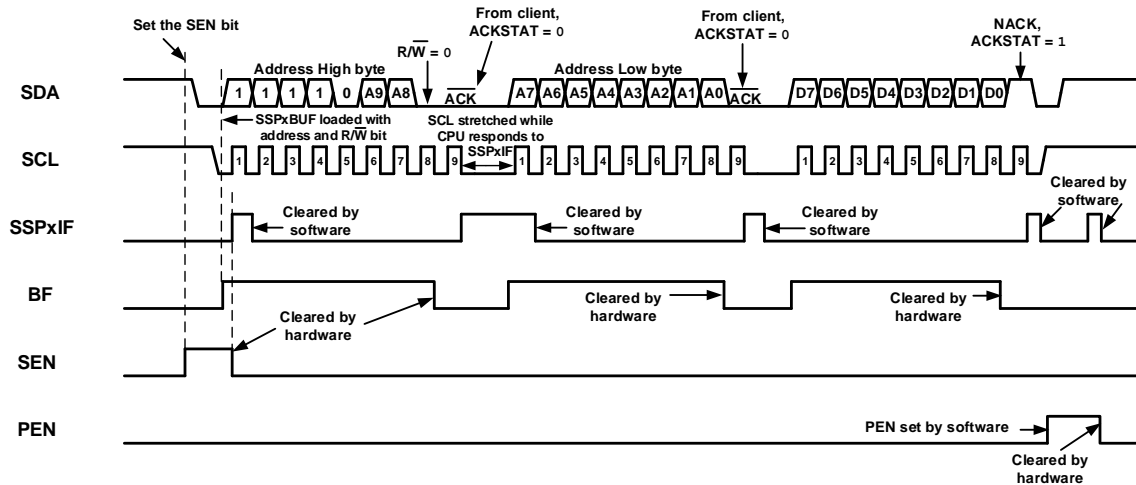 Set the SEN bit
R/W = 0
From client,
ACKSTAT = 0
From client,
ACKSTAT = 0
NACK,
ACKSTAT = 1
Address High byte
Address Low byte
SDA
1 1 1 1 0 A9 A8 ACK A7 A6 A5 A4 A3 A2 A1 A0 ACK D7 D6 D5 D4 D3 D2 D1 D0
SSPxBUF loaded with
address and R/W bit
SCL stretched while
CPU responds to
SSPxIF
SCL
1 2 3 4 5 6 7 8 9 1 2 3 4 5 6 7 8 9 1 2 3 4 5 6 7 8 9
SSPxIF
Cleared by
software
Cleared by
software
Cleared by
software
Cleared by
software
BF
Cleared by
hardware
Cleared by
hardware
Cleared by
hardware
SEN
PEN
PEN set by software
Cleared by
hardware